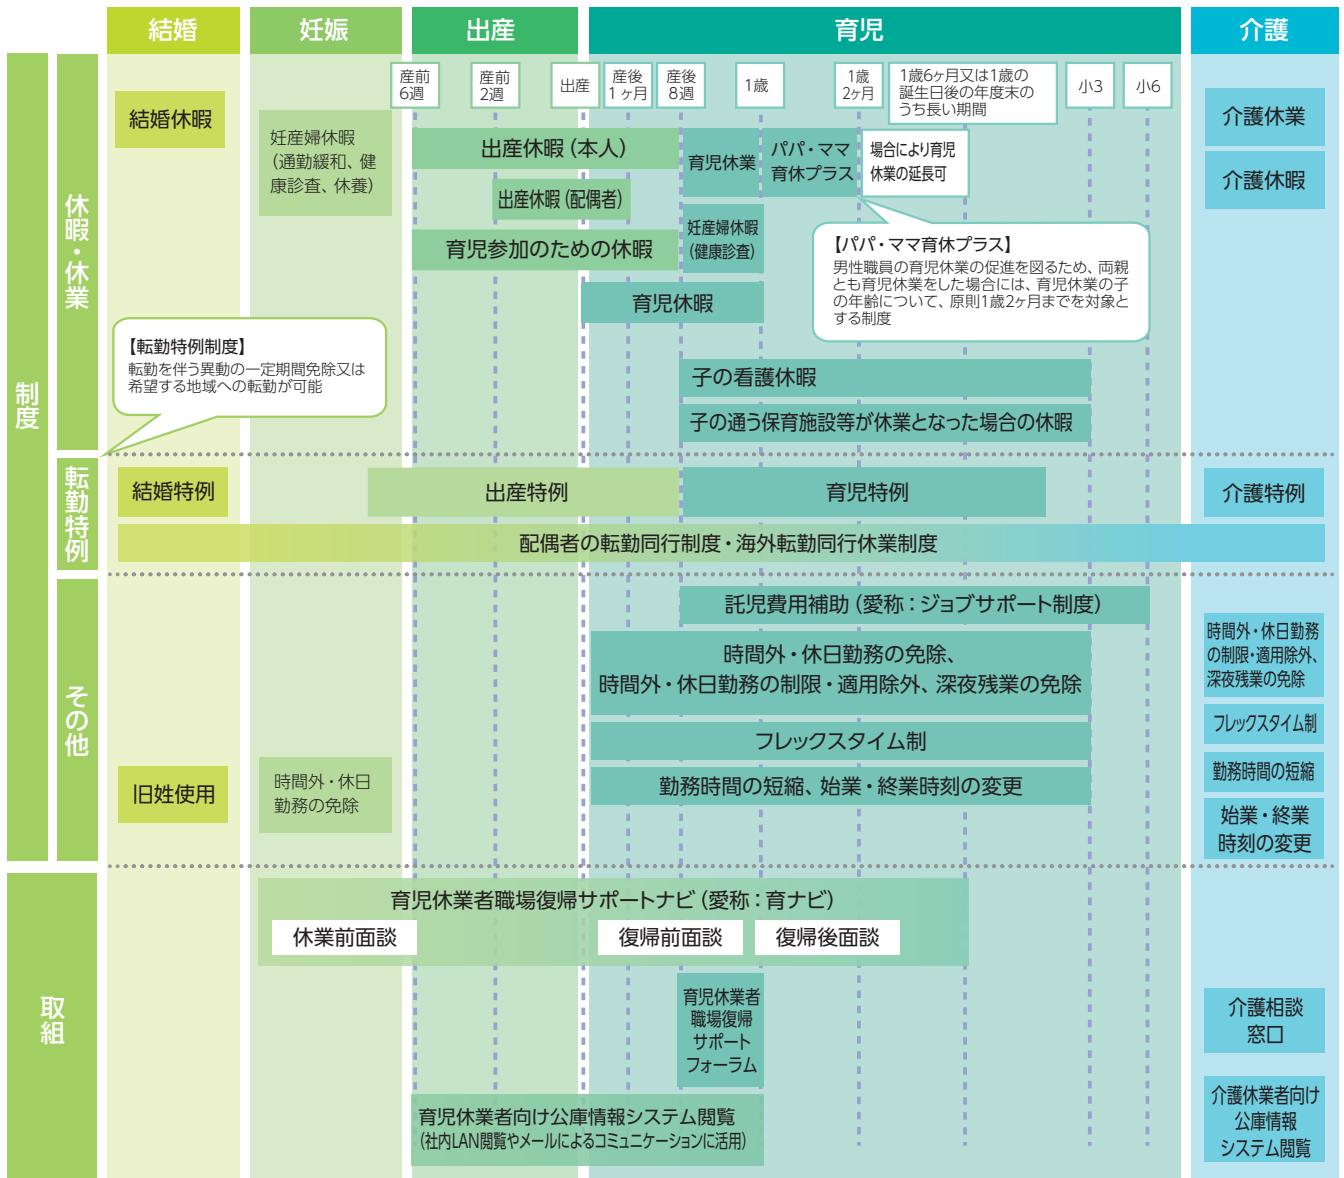 結婚
妊娠
出産
育児
介護
制度
休暇・休業
産前
6週
産前
2週
出産
産後
1ヶ月
産後
8週
1歳
1歳
2ヶ月
1歳6ヶ月又は1歳の
誕生日後の年度末の
うち長い期間
小3
小6
結婚休暇
妊産婦休暇
(通勤緩和、健
康診査、休養)
出産休暇(本人)
出産休暇(配偶者)
育児参加のための休暇
育児休業
パパ・ママ
育休プラス
場合により育児
休業の延長可
妊産婦休暇
(健康診査)
育児休暇
【パパ・ママ育休プラス】
男性職員の育児休業の促進を図るため、両親
とも育児休業をした場合には、育児休業の子
の年齢について、原則1歳2ヶ月までを対象と
する制度
子の看護休暇
子の通う保育施設等が休業となった場合の休暇
介護休業
介護休暇
【転勤特例制度】
転勤を伴う異動の一定期間免除又は
希望する地域への転勤が可能
転勤特例
結婚特例
出産特例
育児特例
介護特例
配偶者の転勤同行制度・海外転勤同行休業制度
その他
託児費用補助(愛称:ジョブサポート制度)
時間外・休日勤務の免除、
時間外・休日勤務の制限・適用除外、深夜残業の免除
フレックスタイム制
勤務時間の短縮、始業・終業時刻の変更
旧姓使用
時間外・休日
勤務の免除
時間外・休日勤務
の制限・適用除外、
深夜残業の免除
フレックスタイム制
勤務時間の短縮
始業・終業
時刻の変更
取組
育児休業者職場復帰サポートナビ(愛称:育ナビ)
休業前面談
復帰前面談
復帰後面談
育児休業者
職場復帰
サポート
フォーラム
育児休業者向け公庫情報システム閲覧
(社内LAN閲覧やメールによるコミュニケーションに活用)
介護相談
窓口
介護休業者向け
公庫情報
システム閲覧